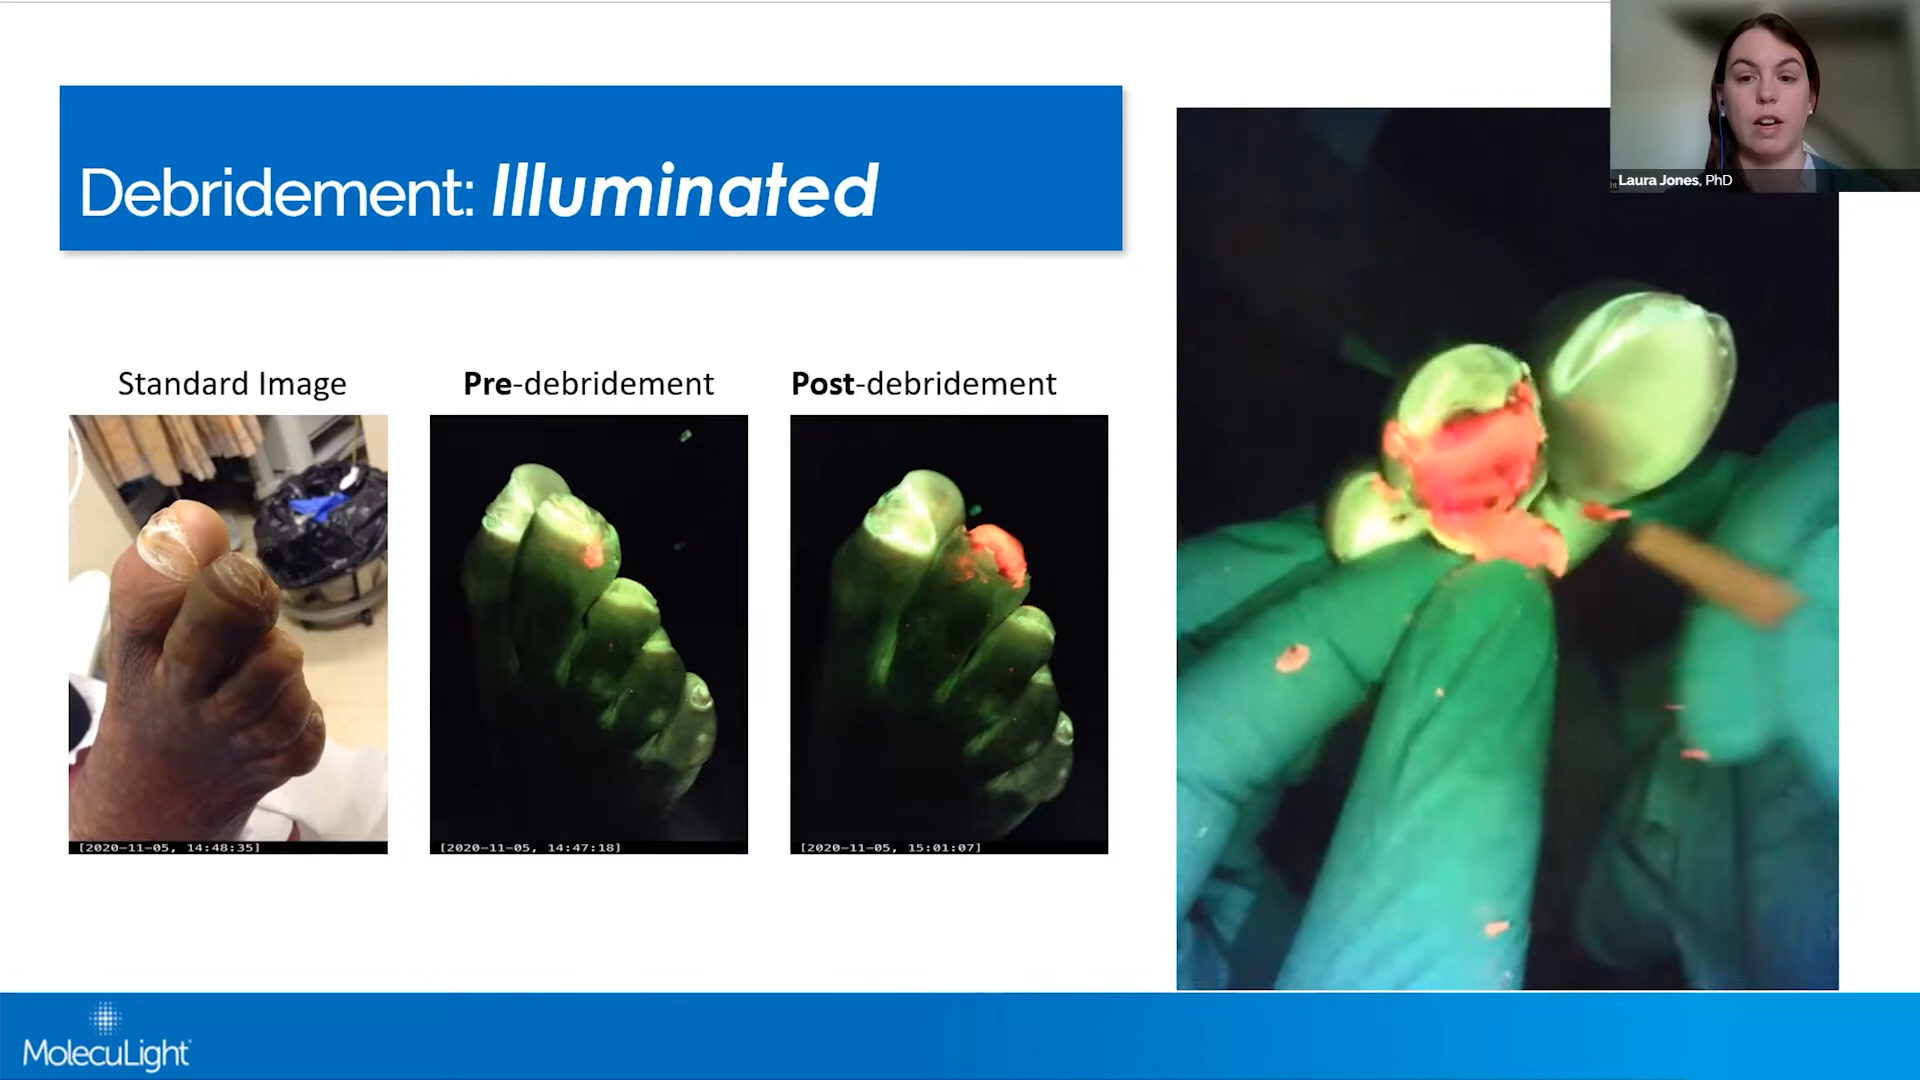 Laura Jones, PhD
Debridement: Illuminated
Standard Image
Pre-debridement
Post-debridement
[2020-11-05, 14:48:35]
[2020-11-05, 14:47:18]
[2020-11-05, 15:01:07]
MolecuLight